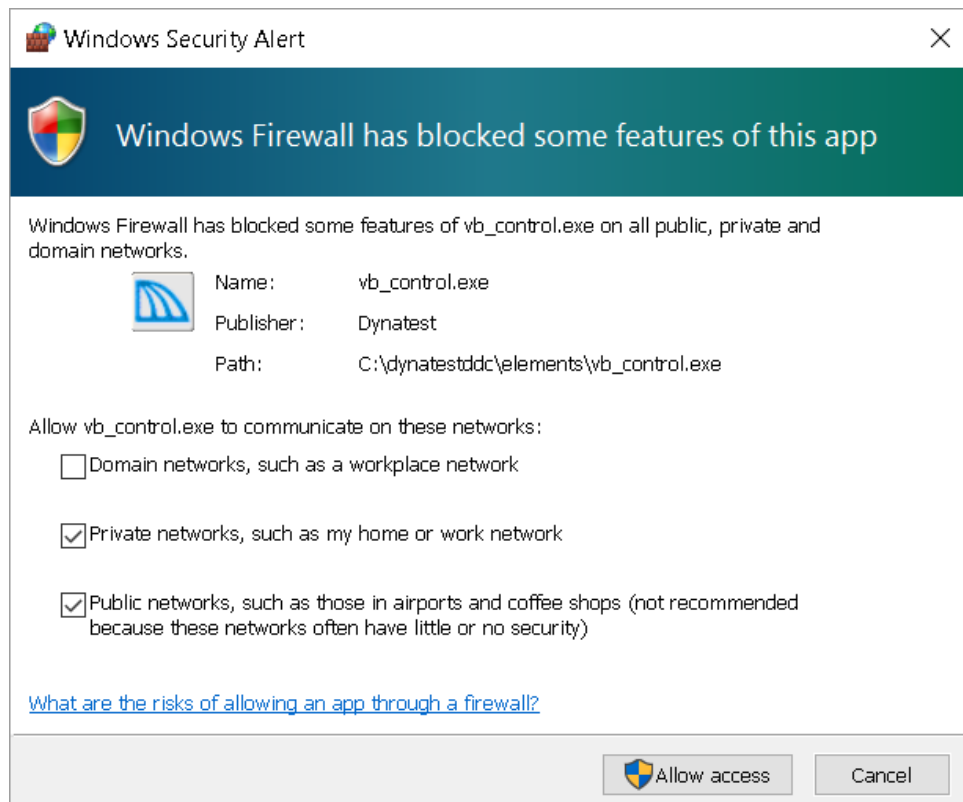 Windows Security Alert
Windows Firewall has blocked some features of this app
Windows Firewall has blocked some features of vb_control.exe on all public, private and
domain networks.
Name: vb_control.exe
Publisher: Dynatest
Path: C:\dynatestddc\elements\vb_control.exe
Allow vb_control.exe to communicate on these networks:
Domain networks, such as a workplace network
Private networks, such as my home or work network
Public networks, such as those in airports and coffee shops (not recommended
because these networks often have little or no security)
What are the risks of allowing an app through a firewall?
Allow access Cancel